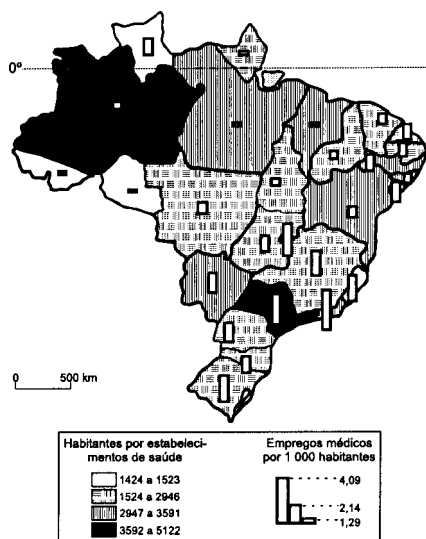 0º
0 500 km
Habitantes por estabeleci-
mentos de saúde
1424 a 1523
1524 a 2946
2947 a 3591
3592 a 5122
Empregos médicos
por 1 000 habitantes
4,09
2,14
1,29